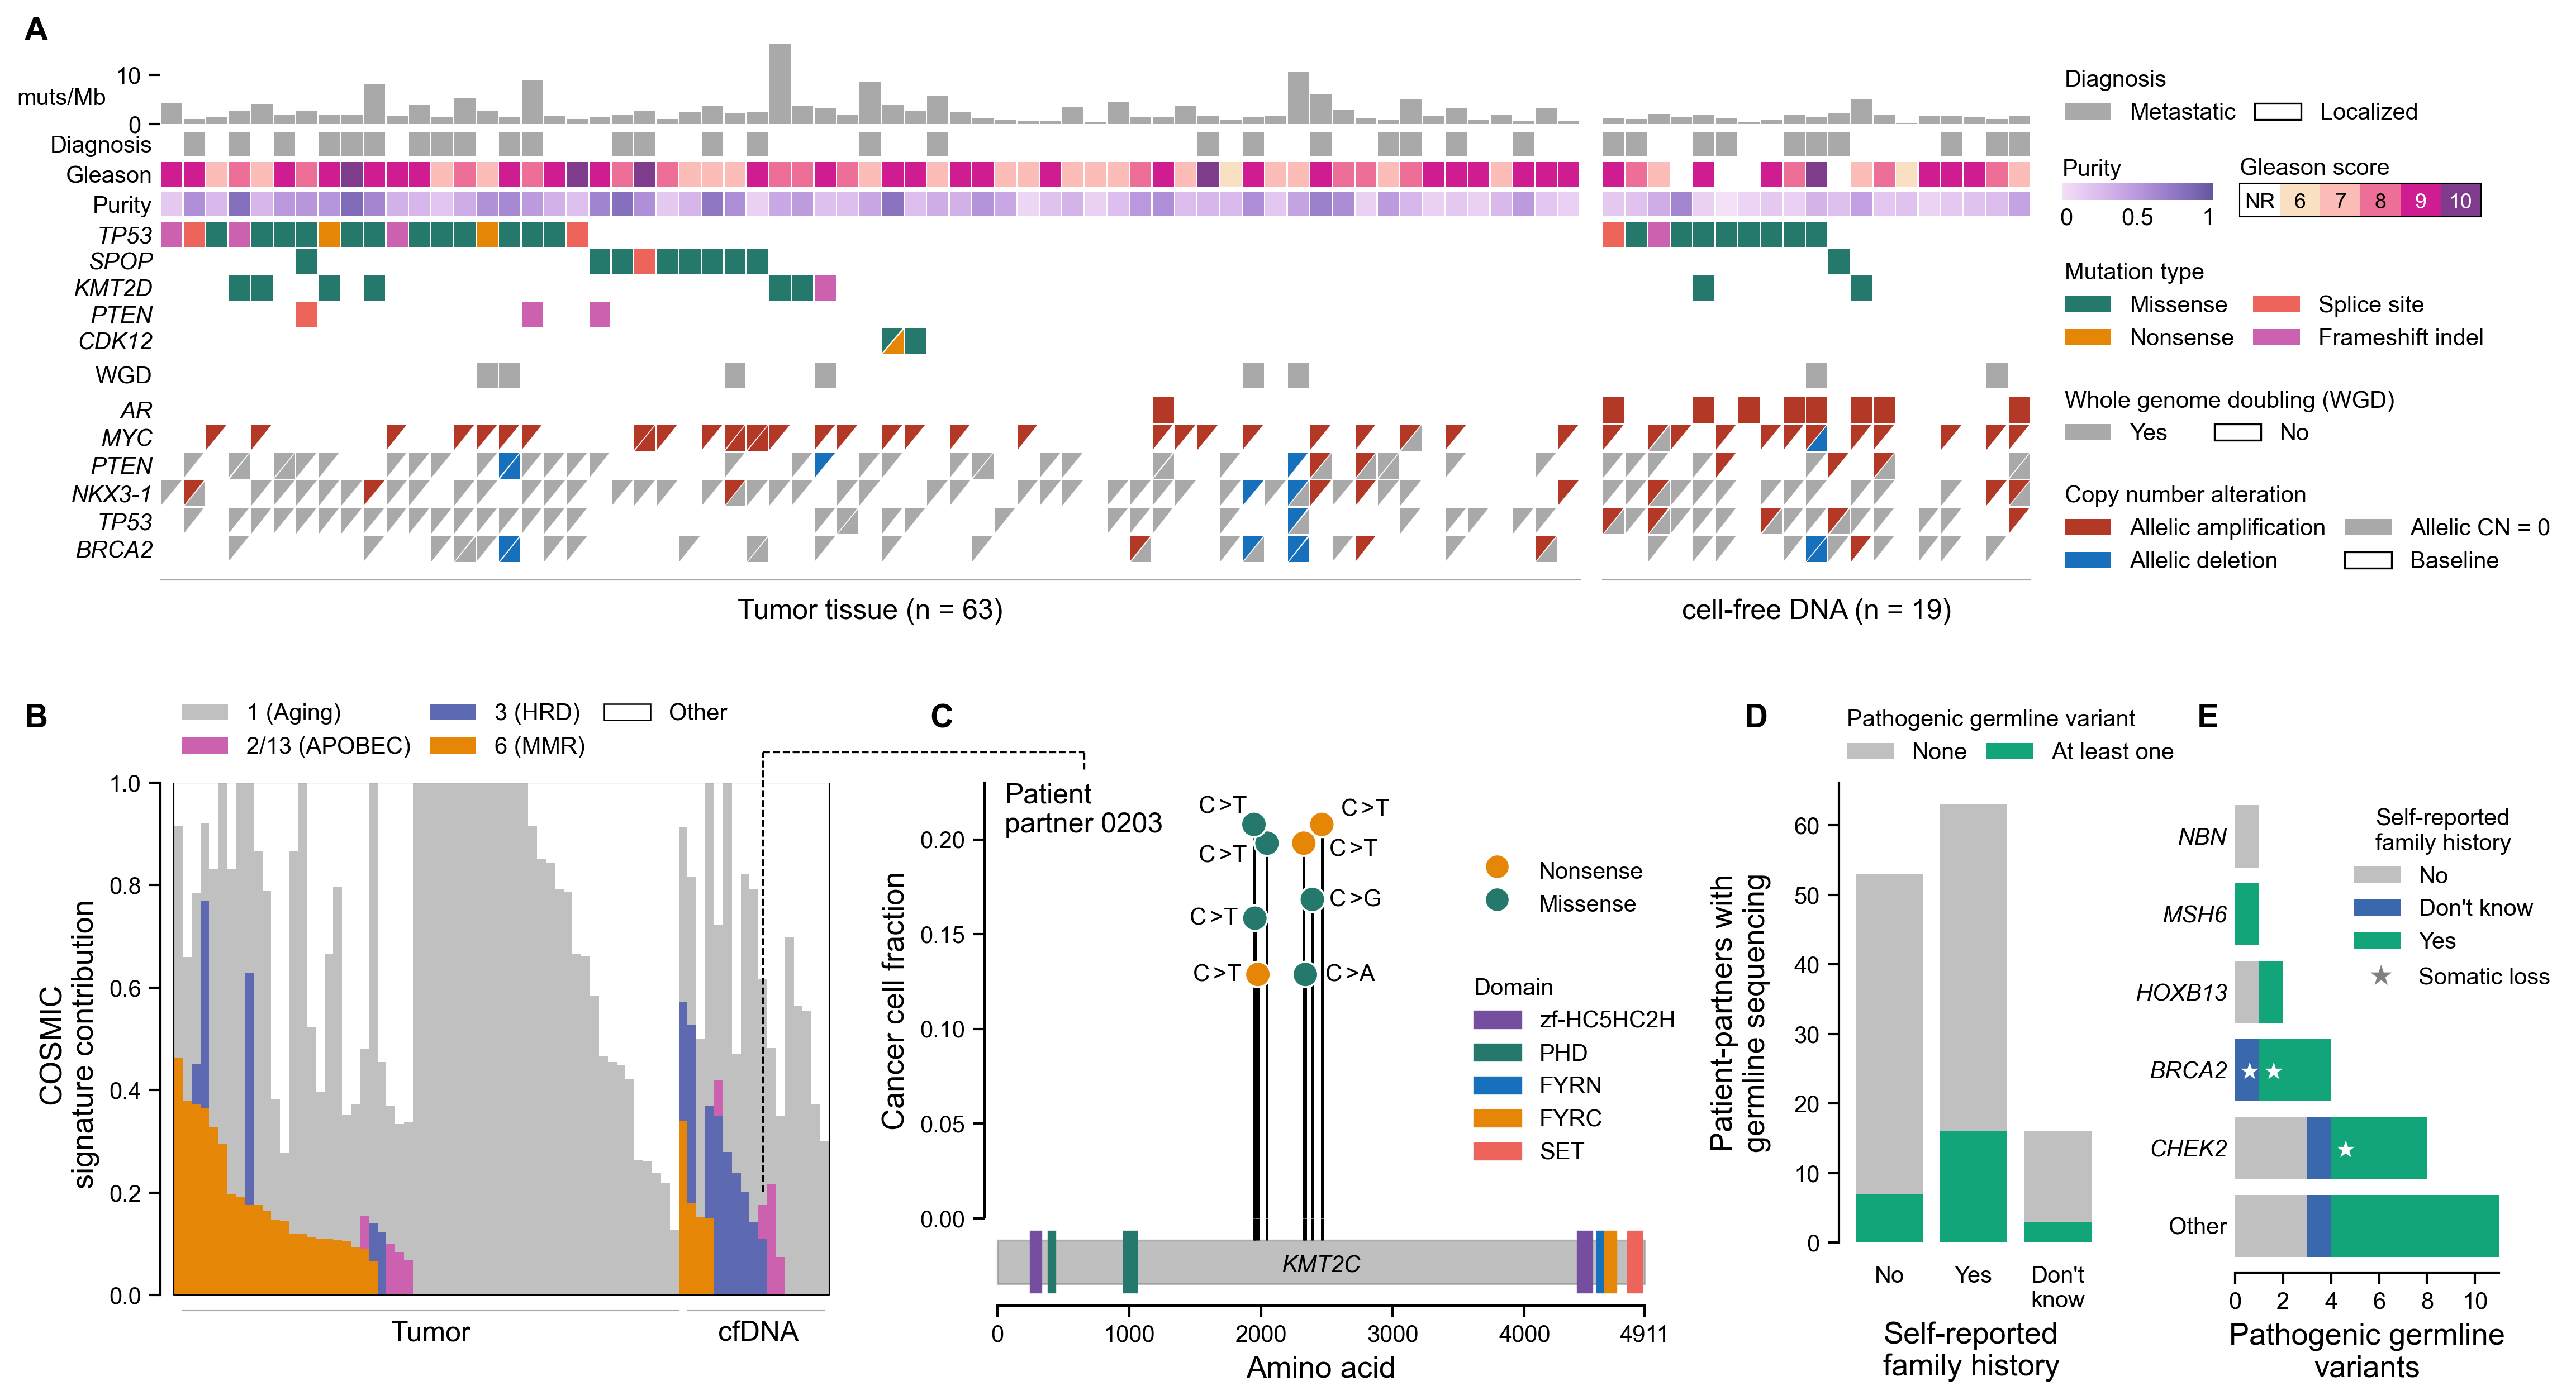 A
10
muts/Mb
0
Diagnosis
Gleason
Purity
TP53
SPOP
KMT2D
PTEN
CDK12
WGD
AR
MYC
PTEN
NKX3-1
TP53
BRCA2
Tumor tissue (n = 63)
cell-free DNA (n = 19)
Diagnosis
Metastatic
Localized
Purity
0
0.5
1
Gleason score
NR 6 7 8 9 10
Mutation type
Missense
Splice site
Nonsense
Frameshift indel
Whole genome doubling (WGD)
Yes
No
Copy number alteration
Allelic amplification
Allelic CN = 0
Allelic deletion
Baseline
B
1 (Aging)
3 (HRD)
Other
2/13 (APOBEC)
6 (MMR)
COSMIC
signature contribution
1.0
0.8
0.6
0.4
0.2
0.0
Tumor
cfDNA
C
Patient
partner 0203
Cancer cell fraction
0.20
0.15
0.10
0.05
0.00
C>T
C>T
C>T
C>T
C>T
C>G
C>T
C>A
Nonsense
Missense
Domain
zf-HC5HC2H
PHD
FYRN
FYRC
SET
KMT2C
0
1000
2000
3000
4000
4911
Amino acid
D
Pathogenic germline variant
None
At least one
Patient-partners with
germline sequencing
60
50
40
30
20
10
0
No
Yes
Don't
know
Self-reported
family history
E
NBN
MSH6
HOXB13
BRCA2
CHEK2
Other
Self-reported
family history
No
Don't know
Yes
Somatic loss
0
2
4
6
8
10
Pathogenic germline
variants